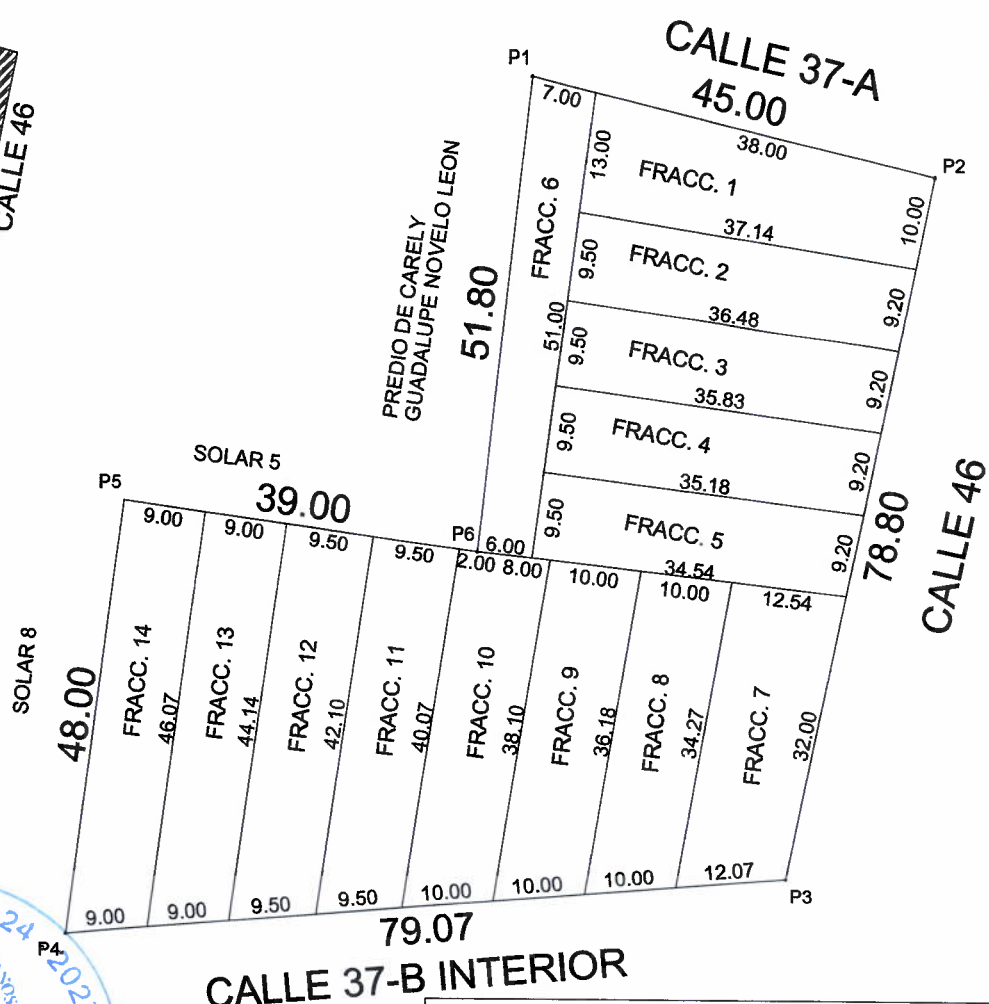 CALLE 37-A
45.00
P1
7.00
38.00
P2
CALLE 46
13.00
FRACC. 1
10.00
37.14
FRACC. 6
9.50
FRACC. 2
9.20
PREDIO DE CARELY
GUADALUPE NOVELO LEON
51.80
36.48
51.00
9.50
FRACC. 3
9.20
35.83
9.50
FRACC. 4
9.20
35.18
SOLAR 5
P5
39.00
9.50
FRACC. 5
9.20
78.80
CALLE 46
9.00
9.00
9.50
9.50
P6
6.00
2.00
8.00
34.54
10.00
10.00
12.54
SOLAR 8
48.00
FRACC. 14
46.07
FRACC. 13
44.14
FRACC. 12
42.10
FRACC. 11
40.07
FRACC. 10
38.10
FRACC. 9
36.18
FRACC. 8
34.27
FRACC. 7
32.00
P3
12.07
10.00
10.00
10.00
9.50
9.50
9.00
9.00
P4
79.07
CALLE 37-B INTERIOR